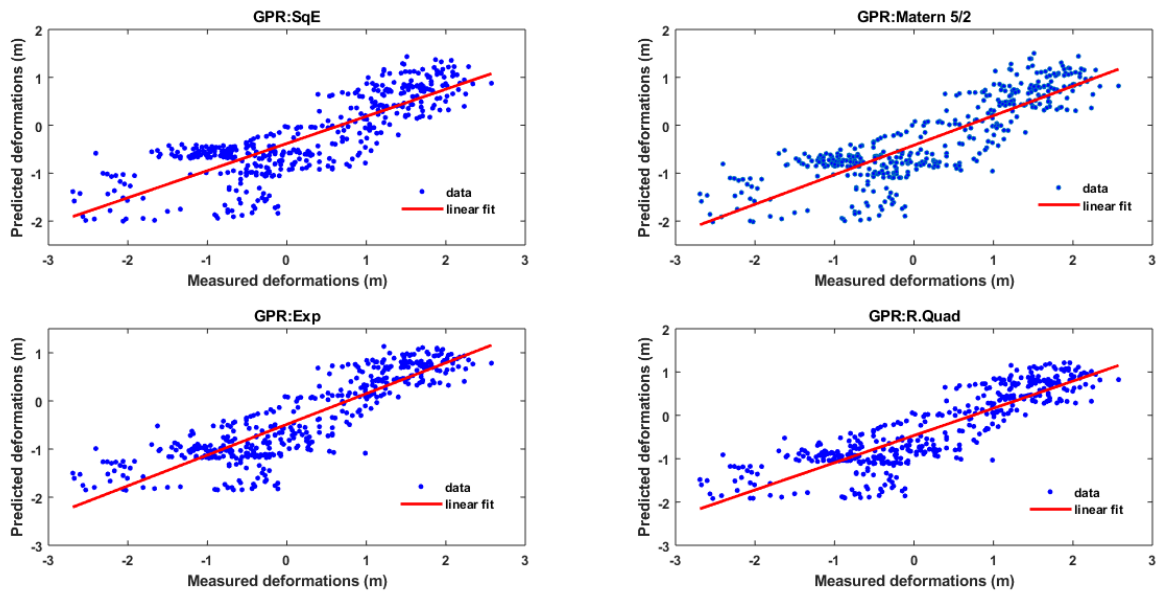 GPR:SqE
2
1
0
-1
-2
Predicted deformations (m)
data
linear fit
-3 -2 -1 0 1 2 3
Measured deformations (m)
GPR:Matern 5/2
2
1
0
-1
-2
Predicted deformations (m)
data
linear fit
-3 -2 -1 0 1 2 3
Measured deformations (m)
GPR:Exp
1
0
-1
-2
-3
Predicted deformations (m)
data
linear fit
-3 -2 -1 0 1 2 3
Measured deformations (m)
GPR:R.Quad
2
1
0
-1
-2
-3
Predicted deformations (m)
data
linear fit
-3 -2 -1 0 1 2 3
Measured deformations (m)